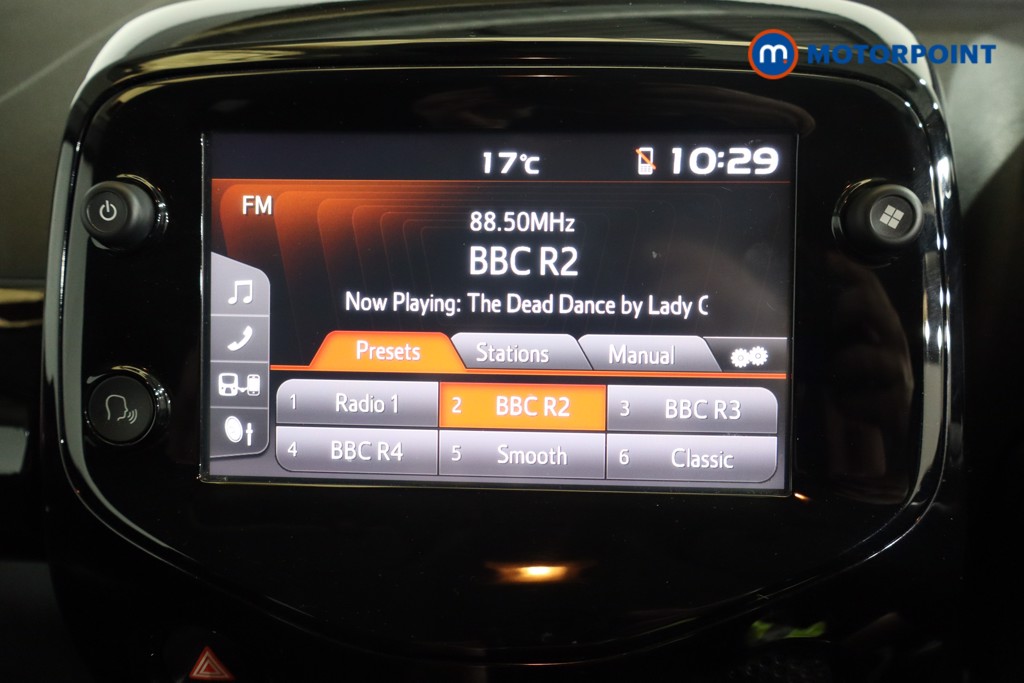 m. MOTORPOINT
17°C 10:29
FM
88.50MHz
BBC R2
Now Playing: The Dead Dance by Lady
Presets Stations Manual
1 Radio 1 2 BBC R2 3 BBC R3
4 BBC R4 5 Smooth 6 Classic